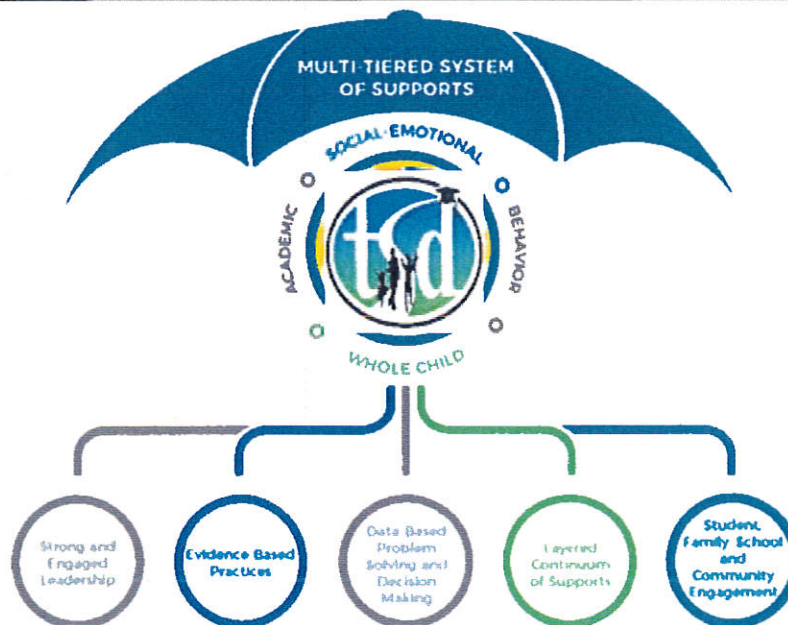 MULTI-TIERED SYSTEM
OF SUPPORTS
SOCIAL-EMOTIONAL
ACADEMIC
BEHAVIOR
tsd
WHOLE CHILD
Strong and
Engaged
Leadership
Evidence Based
Practices
Data Based
Problem
Solving and
Decision
Making
Layered
Continuum
of Supports
Student,
Family School
and
Community
Engagement